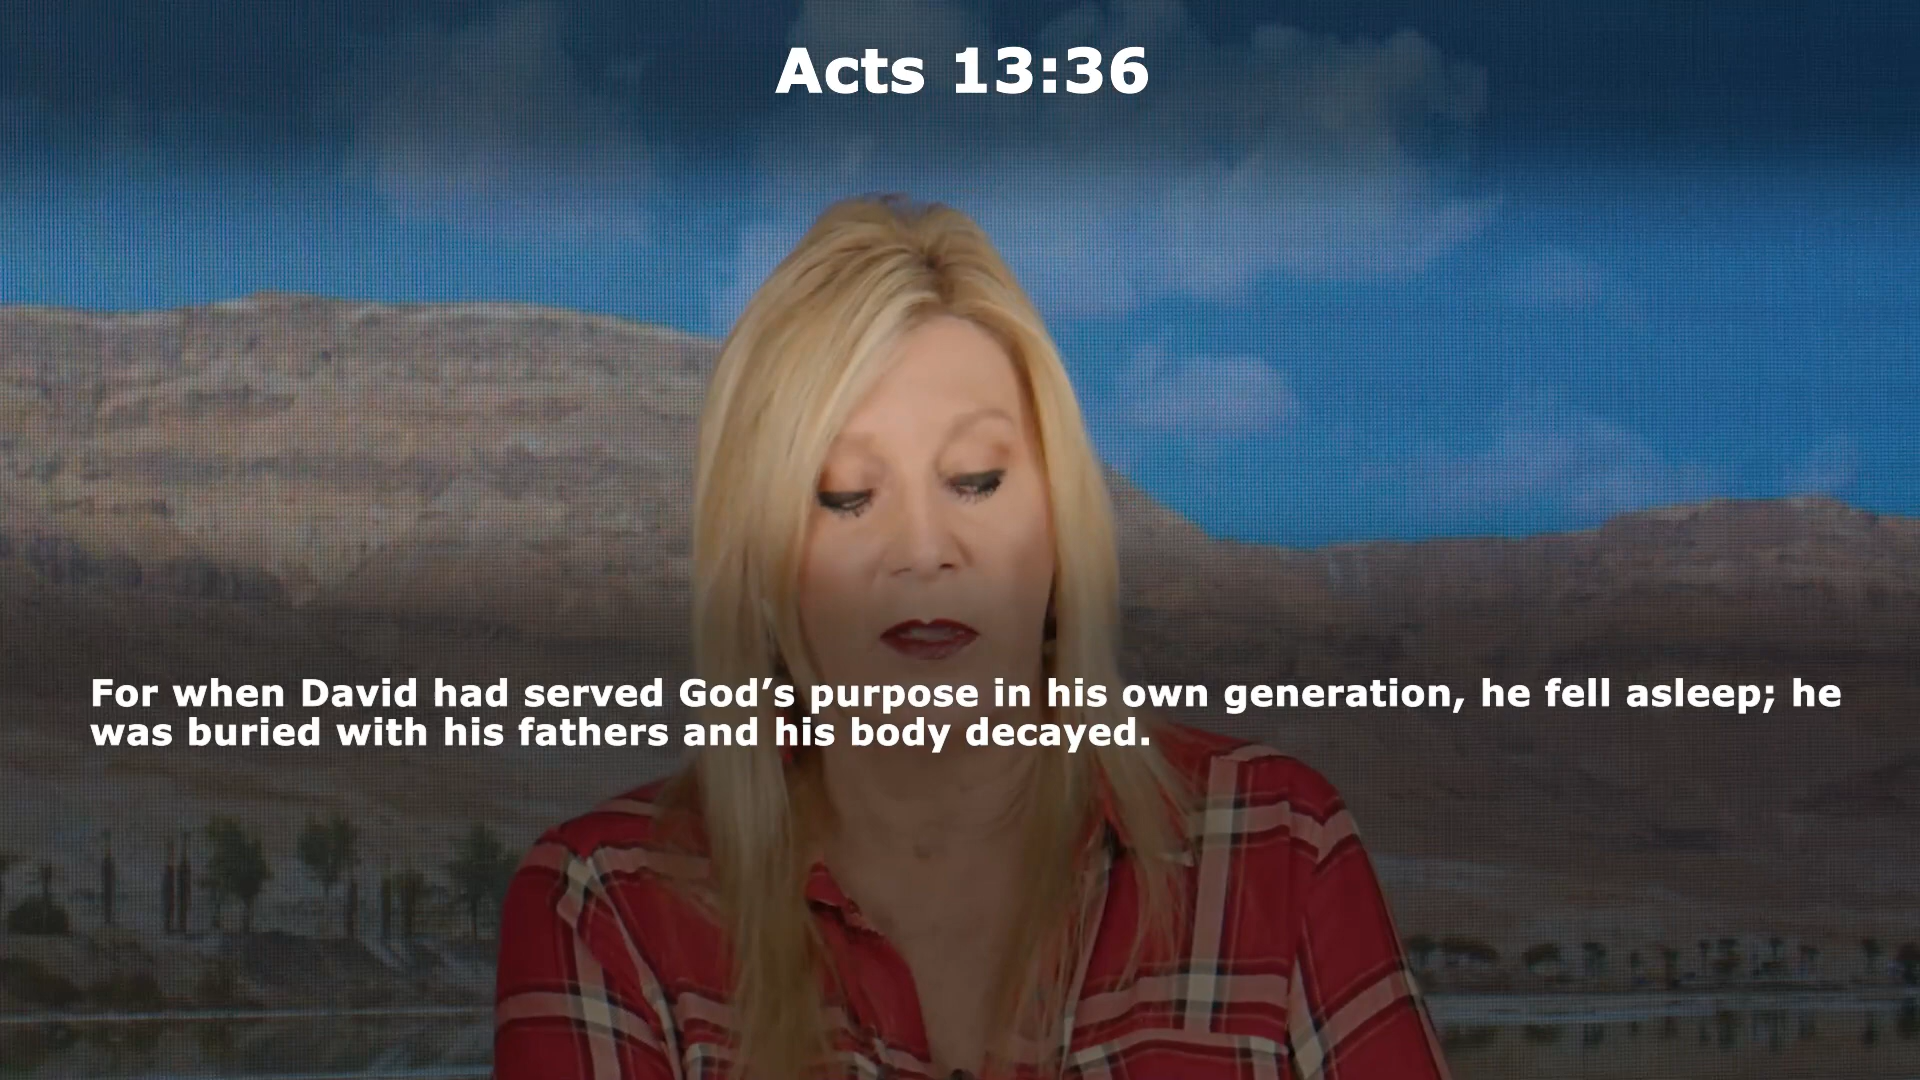 Acts 13:36
For when David had served God’s purpose in his own generation, he fell asleep; he
was buried with his fathers and his body decayed.